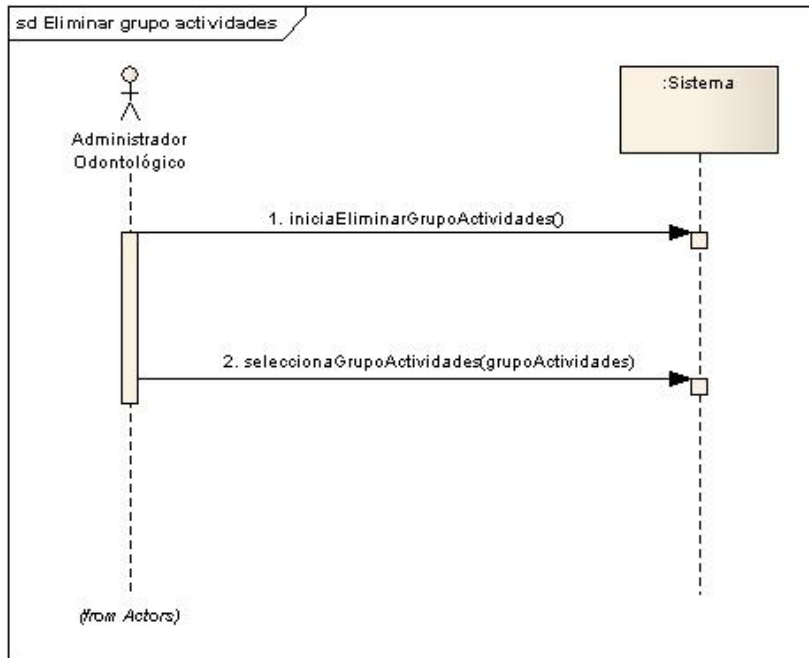 sd Eliminar grupo actividades
Administrador
Odontológico
:Sistema
1. iniciaEliminarGrupoActividades()
2. seleccionaGrupoActividades(grupoActividades)
(from Actors)